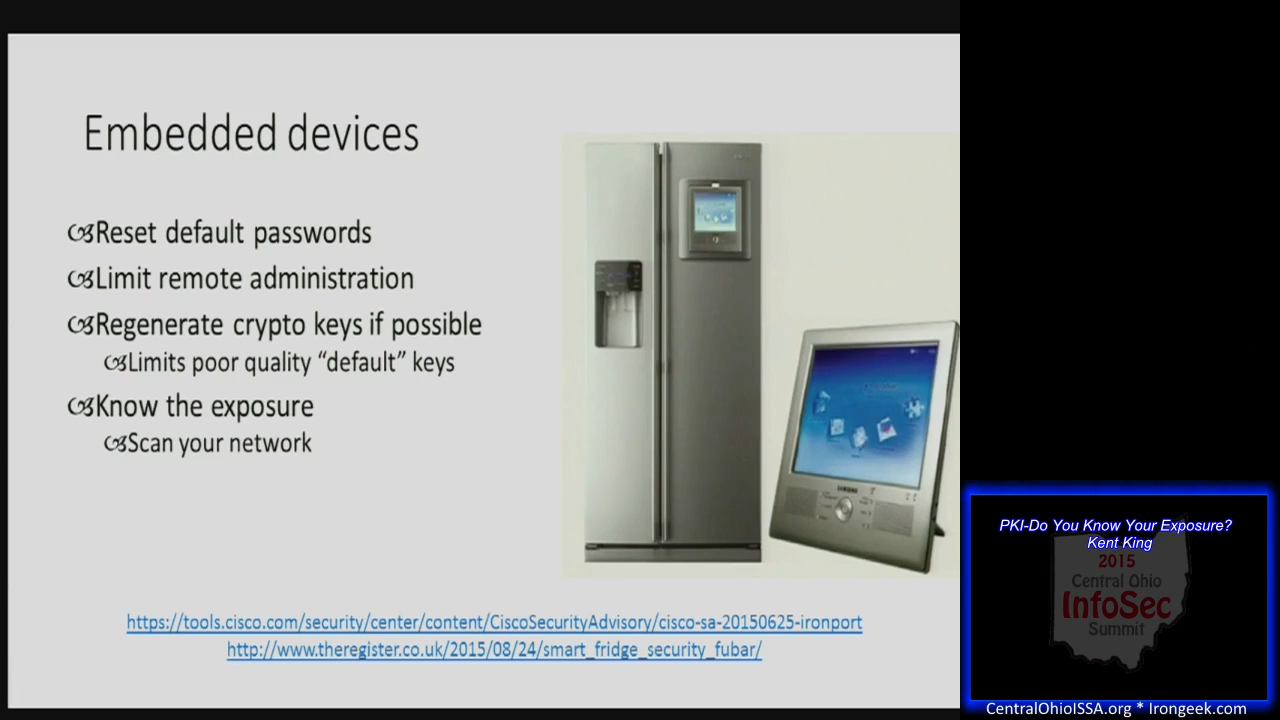 Embedded devices
Reset default passwords
Limit remote administration
Regenerate crypto keys if possible
Limits poor quality “default” keys
Know the exposure
Scan your network
SAMSUNG
https://tools.cisco.com/security/center/content/CiscoSecurityAdvisory/cisco-sa-20150625-ironport
http://www.theregister.co.uk/2015/08/24/smart_fridge_security_fubar/
PKI-Do You Know Your Exposure?
Kent King
2015
Central Ohio
InfoSec
Summit
CentralOhioISSA.org * Irongeek.com